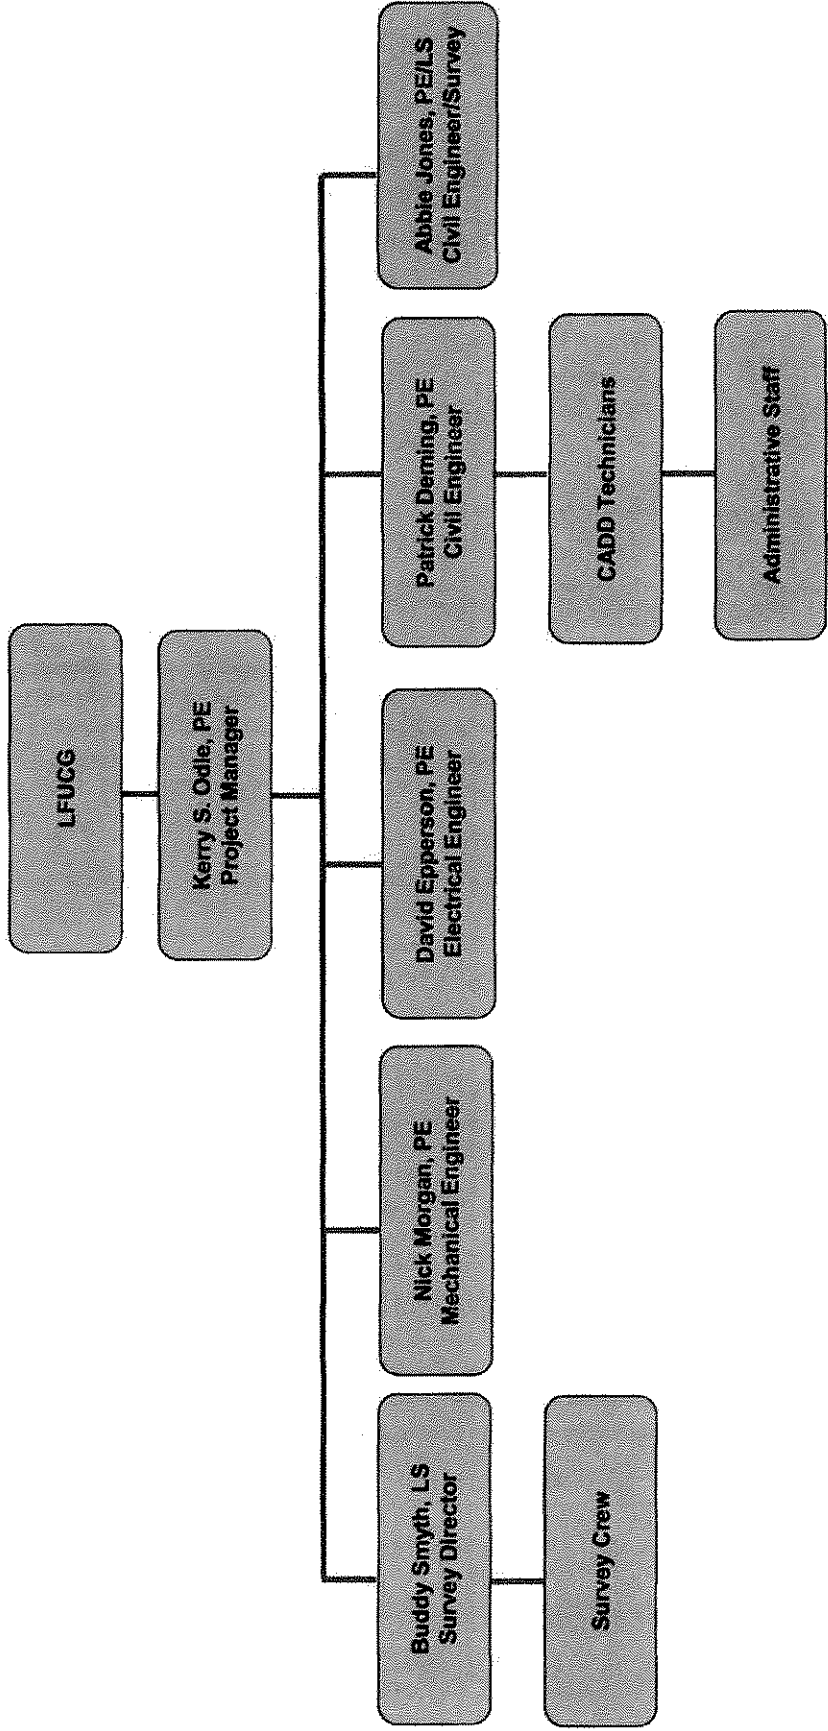 LFUCG
Kerry S. Odle, PE
Project Manager
Buddy Smyth, LS
Survey Director
Nick Morgan, PE
Mechanical Engineer
David Epperson, PE
Electrical Engineer
Patrick Deming, PE
Civil Engineer
Abbie Jones, PE/LS
Civil Engineer/Survey
Survey Crew
CADD Technicians
Administrative Staff